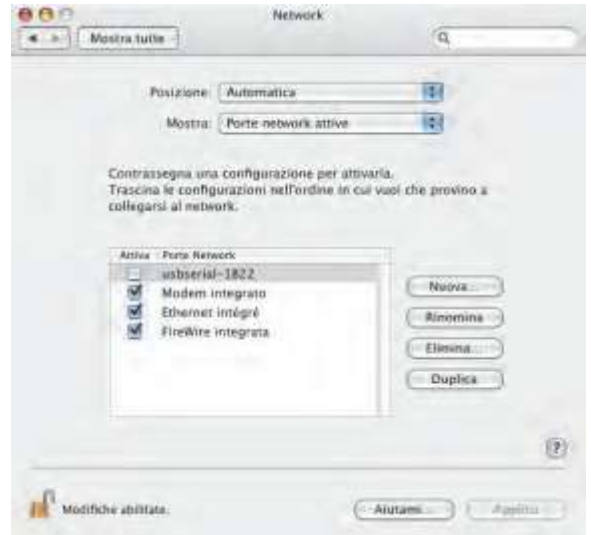 Network
Mostra tutte
Posizione: Automatica
Mostra: Porte network attive
Contrassegna una configurazione per attivarla.
Trascina le configurazioni nell'ordine in cui vuoi che provino a
collegarsi al network.
Attiva Porte Network
usbserial-1822
Modem integrato
Ethernet intégré
FireWire integrata
Nuova...
Rinomina
Elimina...
Duplica
?
Modifiche abilitate.
Aiutami...
Applica